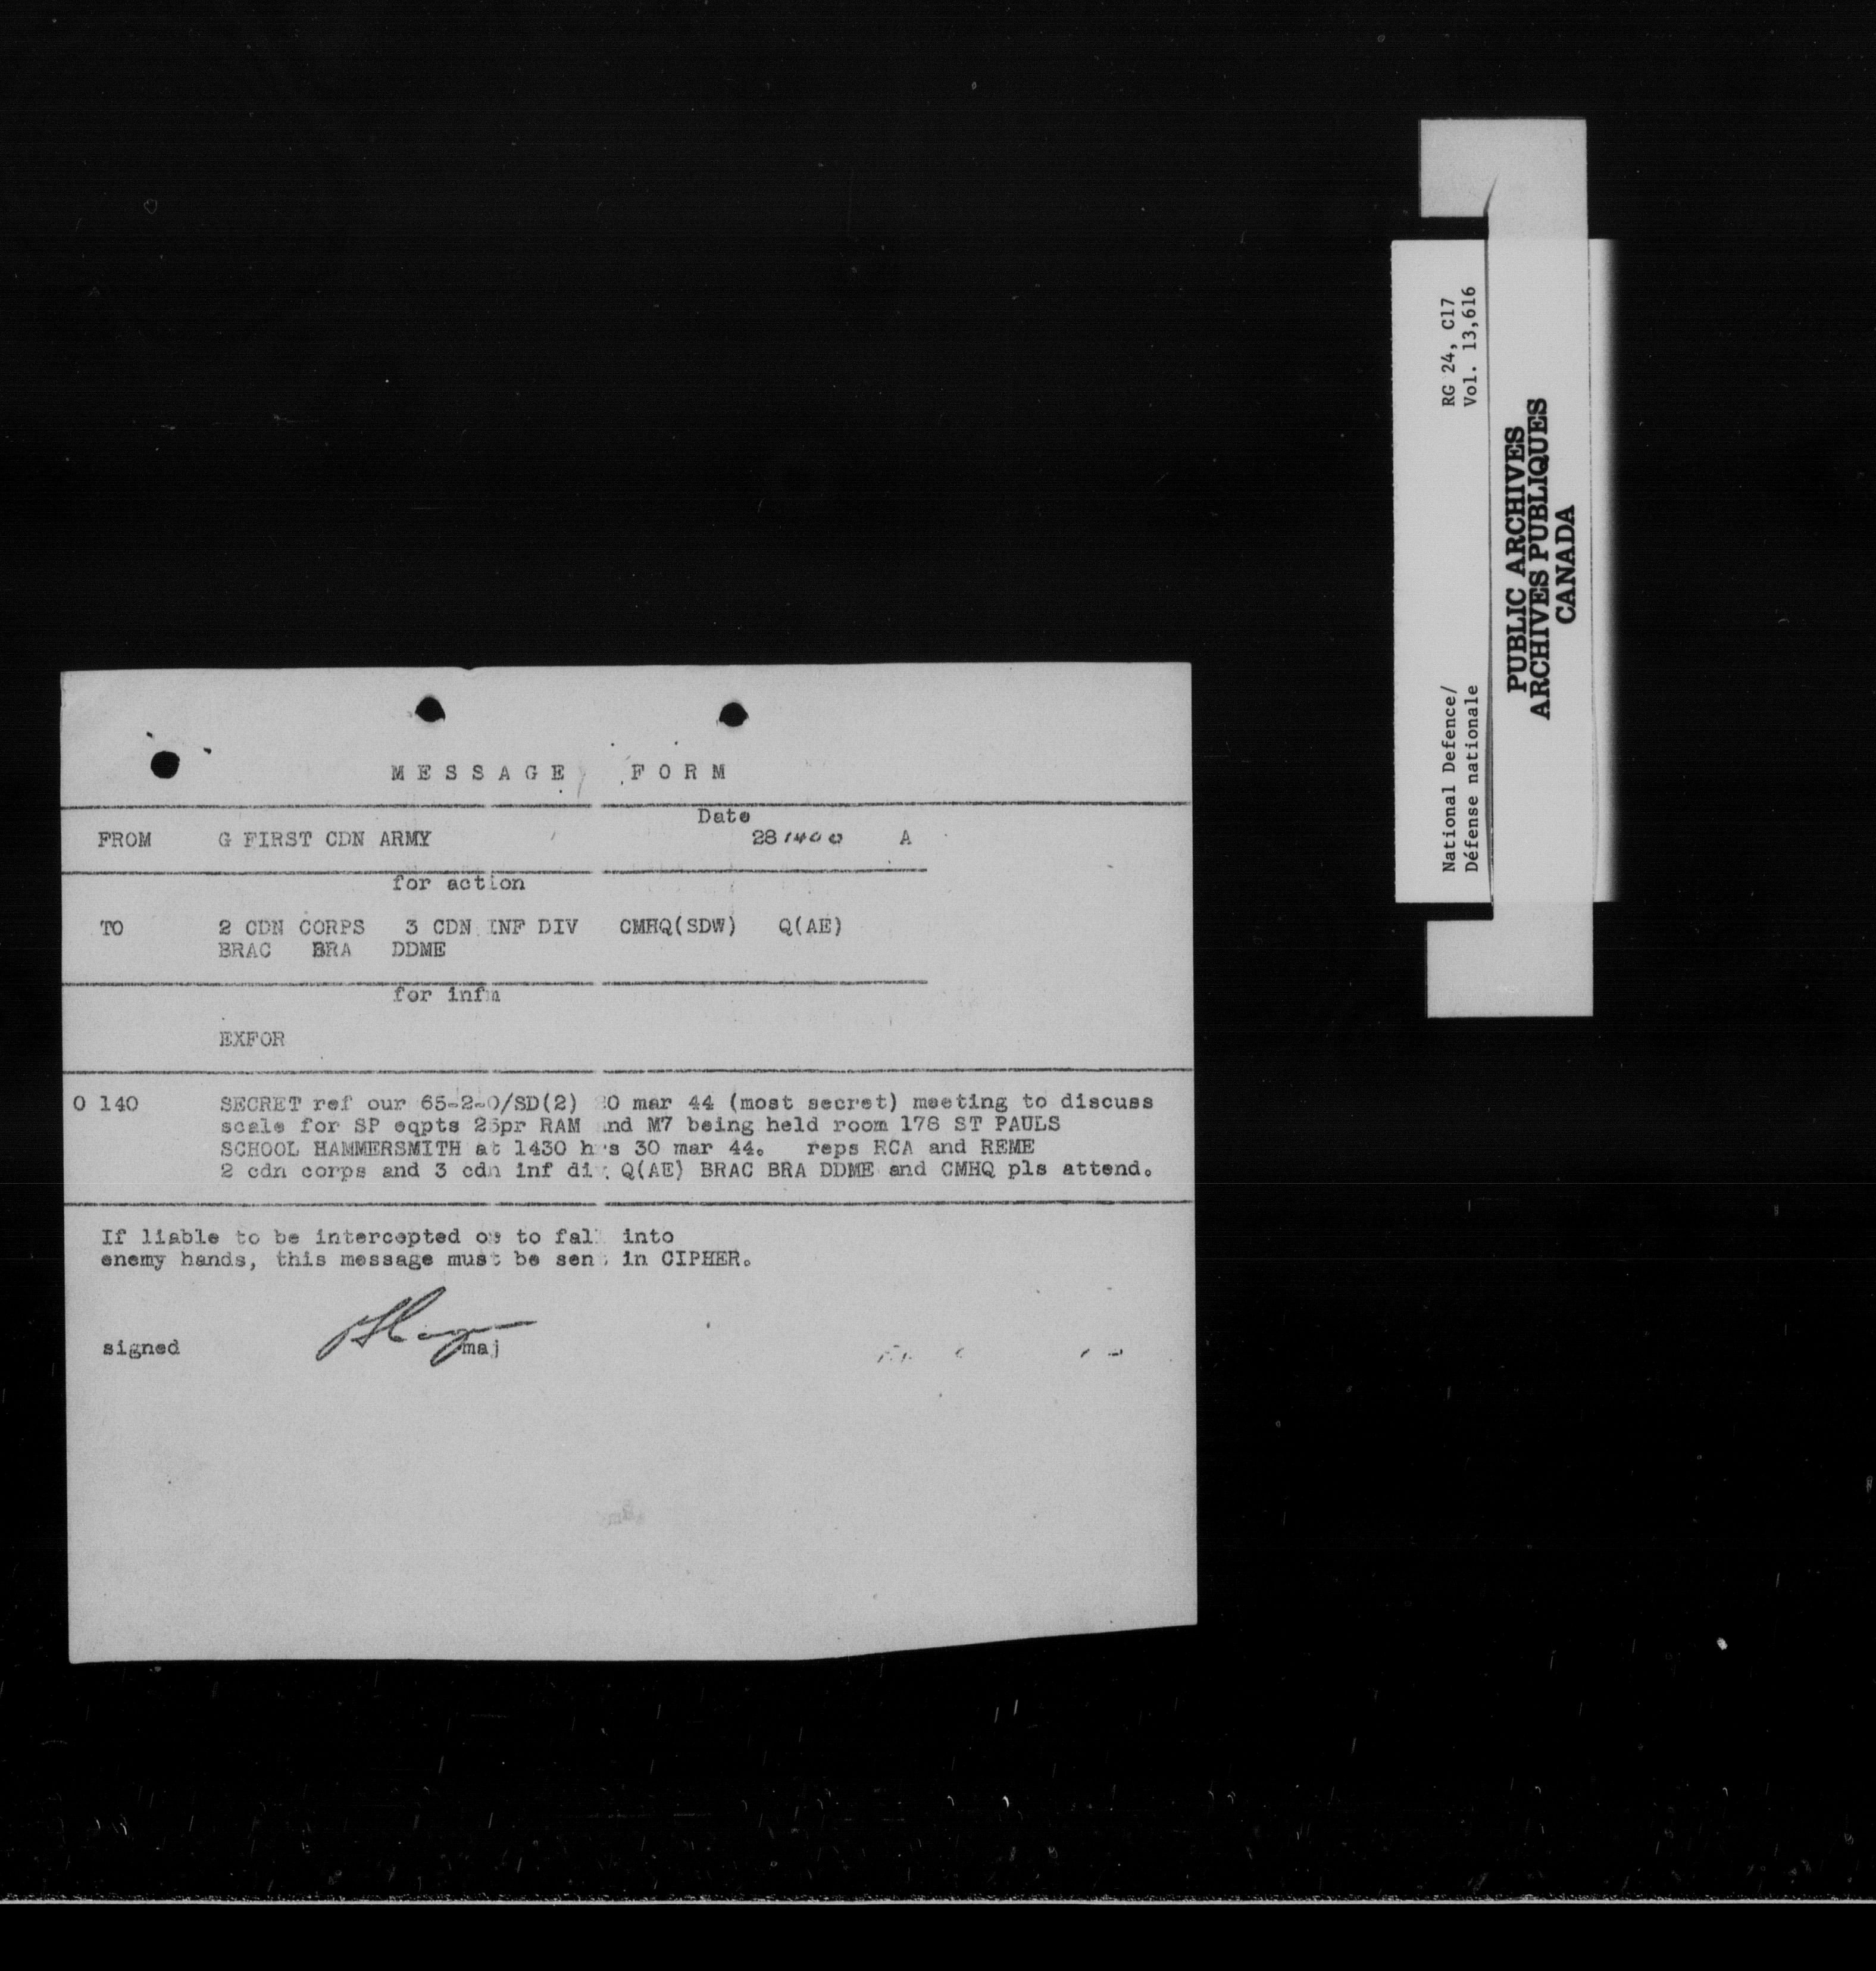 MESSAGE FORM
Date
FROM G FIRST CDN ARMY 281400 A
for action
TO 2 CDN CORPS 3 CDN INF DIV CMHQ(SDW) Q(AE)
BRAC BRA DDME
for infm
EXFOR
O 140 SECRET ref our 65-2-0/SD(2) mar 44 (most secret) meeting to discuss
scale for SP eqpts 25pr RAM and M7 being held room 178 ST PAULS
SCHOOL HAMMERSMITH at 1430 hrs 30 mar 44. reps RCA and REME
2 cdn corps and 3 cdn inf div Q(AE) BRAC BRA DDME and CMHQ pls attend.
If liable to be intercepted or to fall into
enemy hands, this message must be sent in CIPHER.
signed maj
National Defence/ RG 24, C17
Défense nationale Vol. 13,616
PUBLIC ARCHIVES
ARCHIVES PUBLIQUES
CANADA